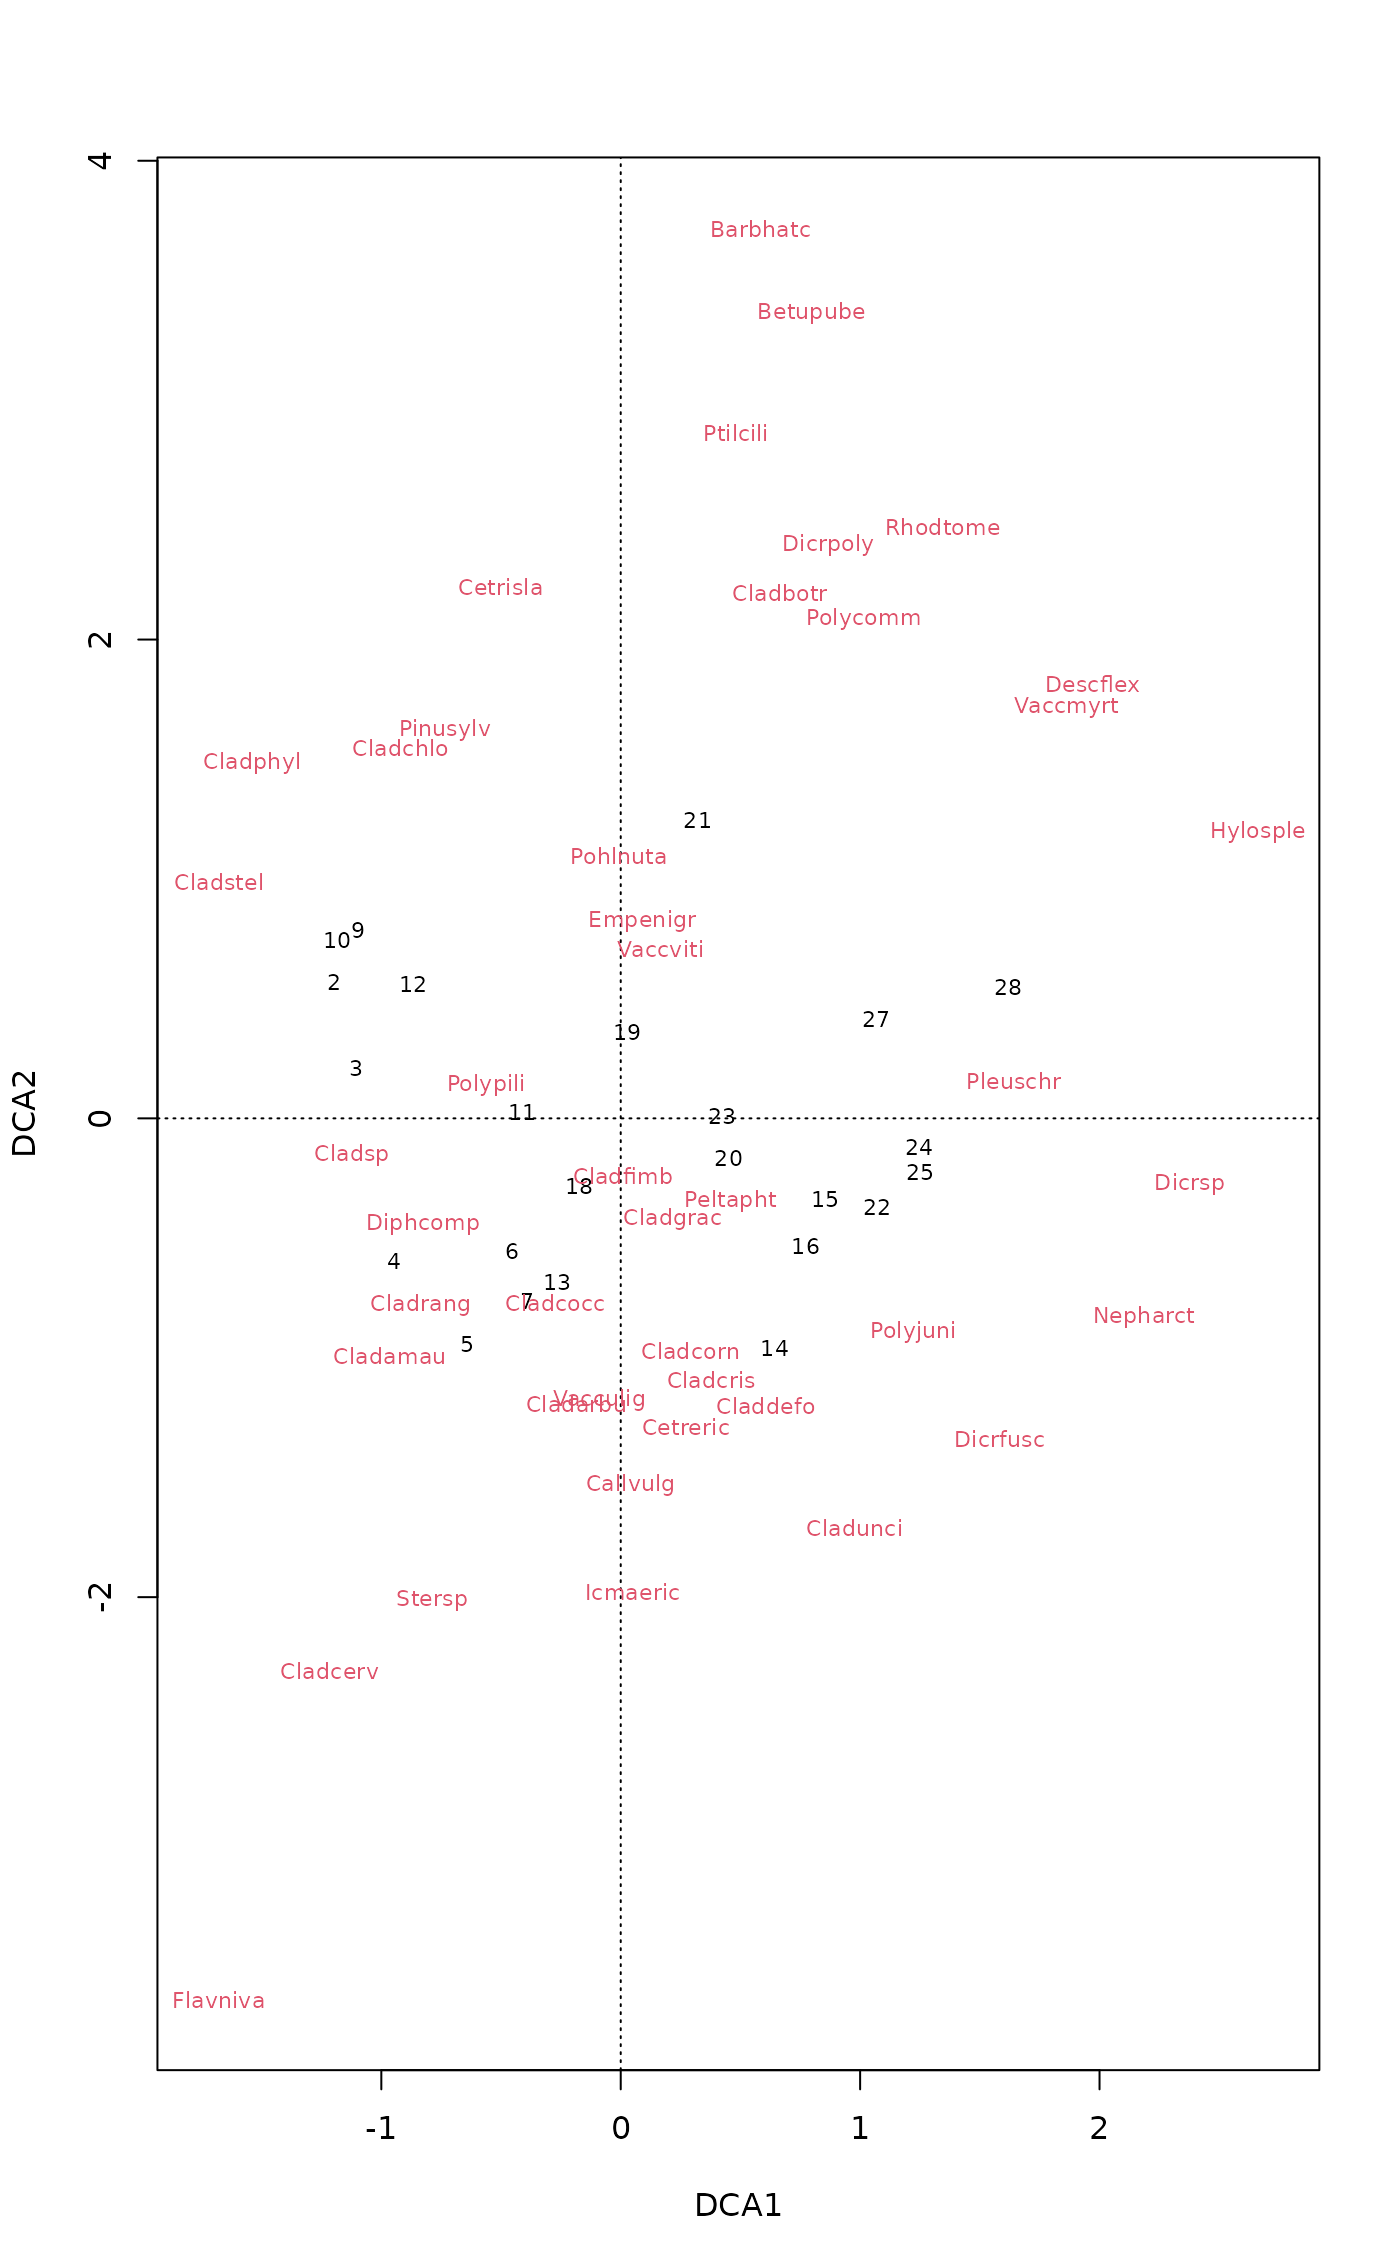 4
Barbhatc
Betupube
Ptilcili
Rhodtome
Dicrpoly
Cetrisla
Cladbotr
Polycomm
2
Descflex
Vaccmyrt
Pinusylv
Cladchlo
Cladphyl
21
Hylosple
Pohlnuta
Cladstel
Empenigr
9
10
Vaccviti
2
12
28
27
19
3
Pleuschr
Polypili
11
23
0
DCA2
24
Cladsp
20
25
Cladfimb
Dicrsp
18
Peltapht
15
22
Cladgrac
Diphcomp
16
6
4
13
7
Cladrang
Cladcocc
Nepharct
Polyjuni
5
14
Cladcorn
Cladamau
Cladcris
Vacculig
Cladarbu
Claddefo
Cetreric
Dicrfusc
Callvulg
Cladunci
Icmaeric
-2
Stersp
Cladcerv
Flavniva
-1 0 1 2
DCA1